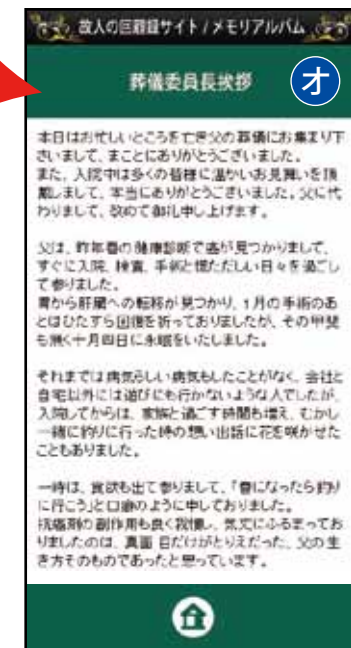 故人の回顧録サイト / メモリアルバム
葬儀委員長挨拶
オ
本日はお忙しいところを亡き父の葬儀にお集まり下
さいまして、まことにありがとうございました。
また、入院中は多くの皆様に温かいお見舞いを頂
戴しまして、本当にありがとうございました。父に代
わりまして、改めて御礼申し上げます。
父は、昨年春の健康診断で癌が見つかりまして、
すぐに入院、検査、手術と慌ただしい日々を過ごし
て参りました。
胃から肝臓への転移が見つかり、1月の手術のあ
とはひたすら回復を祈っておりましたが、その甲斐
も無く十月四日に永眠をいたしました。
それまでは病気らしい病気もしたことがなく、会社と
自宅以外には遊びにも行かないような人でしたが、
入院してからは、家族と過ごす時間も増え、むかし
一緒に釣りに行った時の想い出話に花を咲かせた
こともありました。
一時は、食欲も出て参りまして、「春になったら釣り
に行こう」と口癖のように申しておりました。
抗癌剤の副作用も良く我慢し、気丈にふるまってお
りましたのは、真面目だけがとりえだった、父の生
き方そのものであったと思っています。